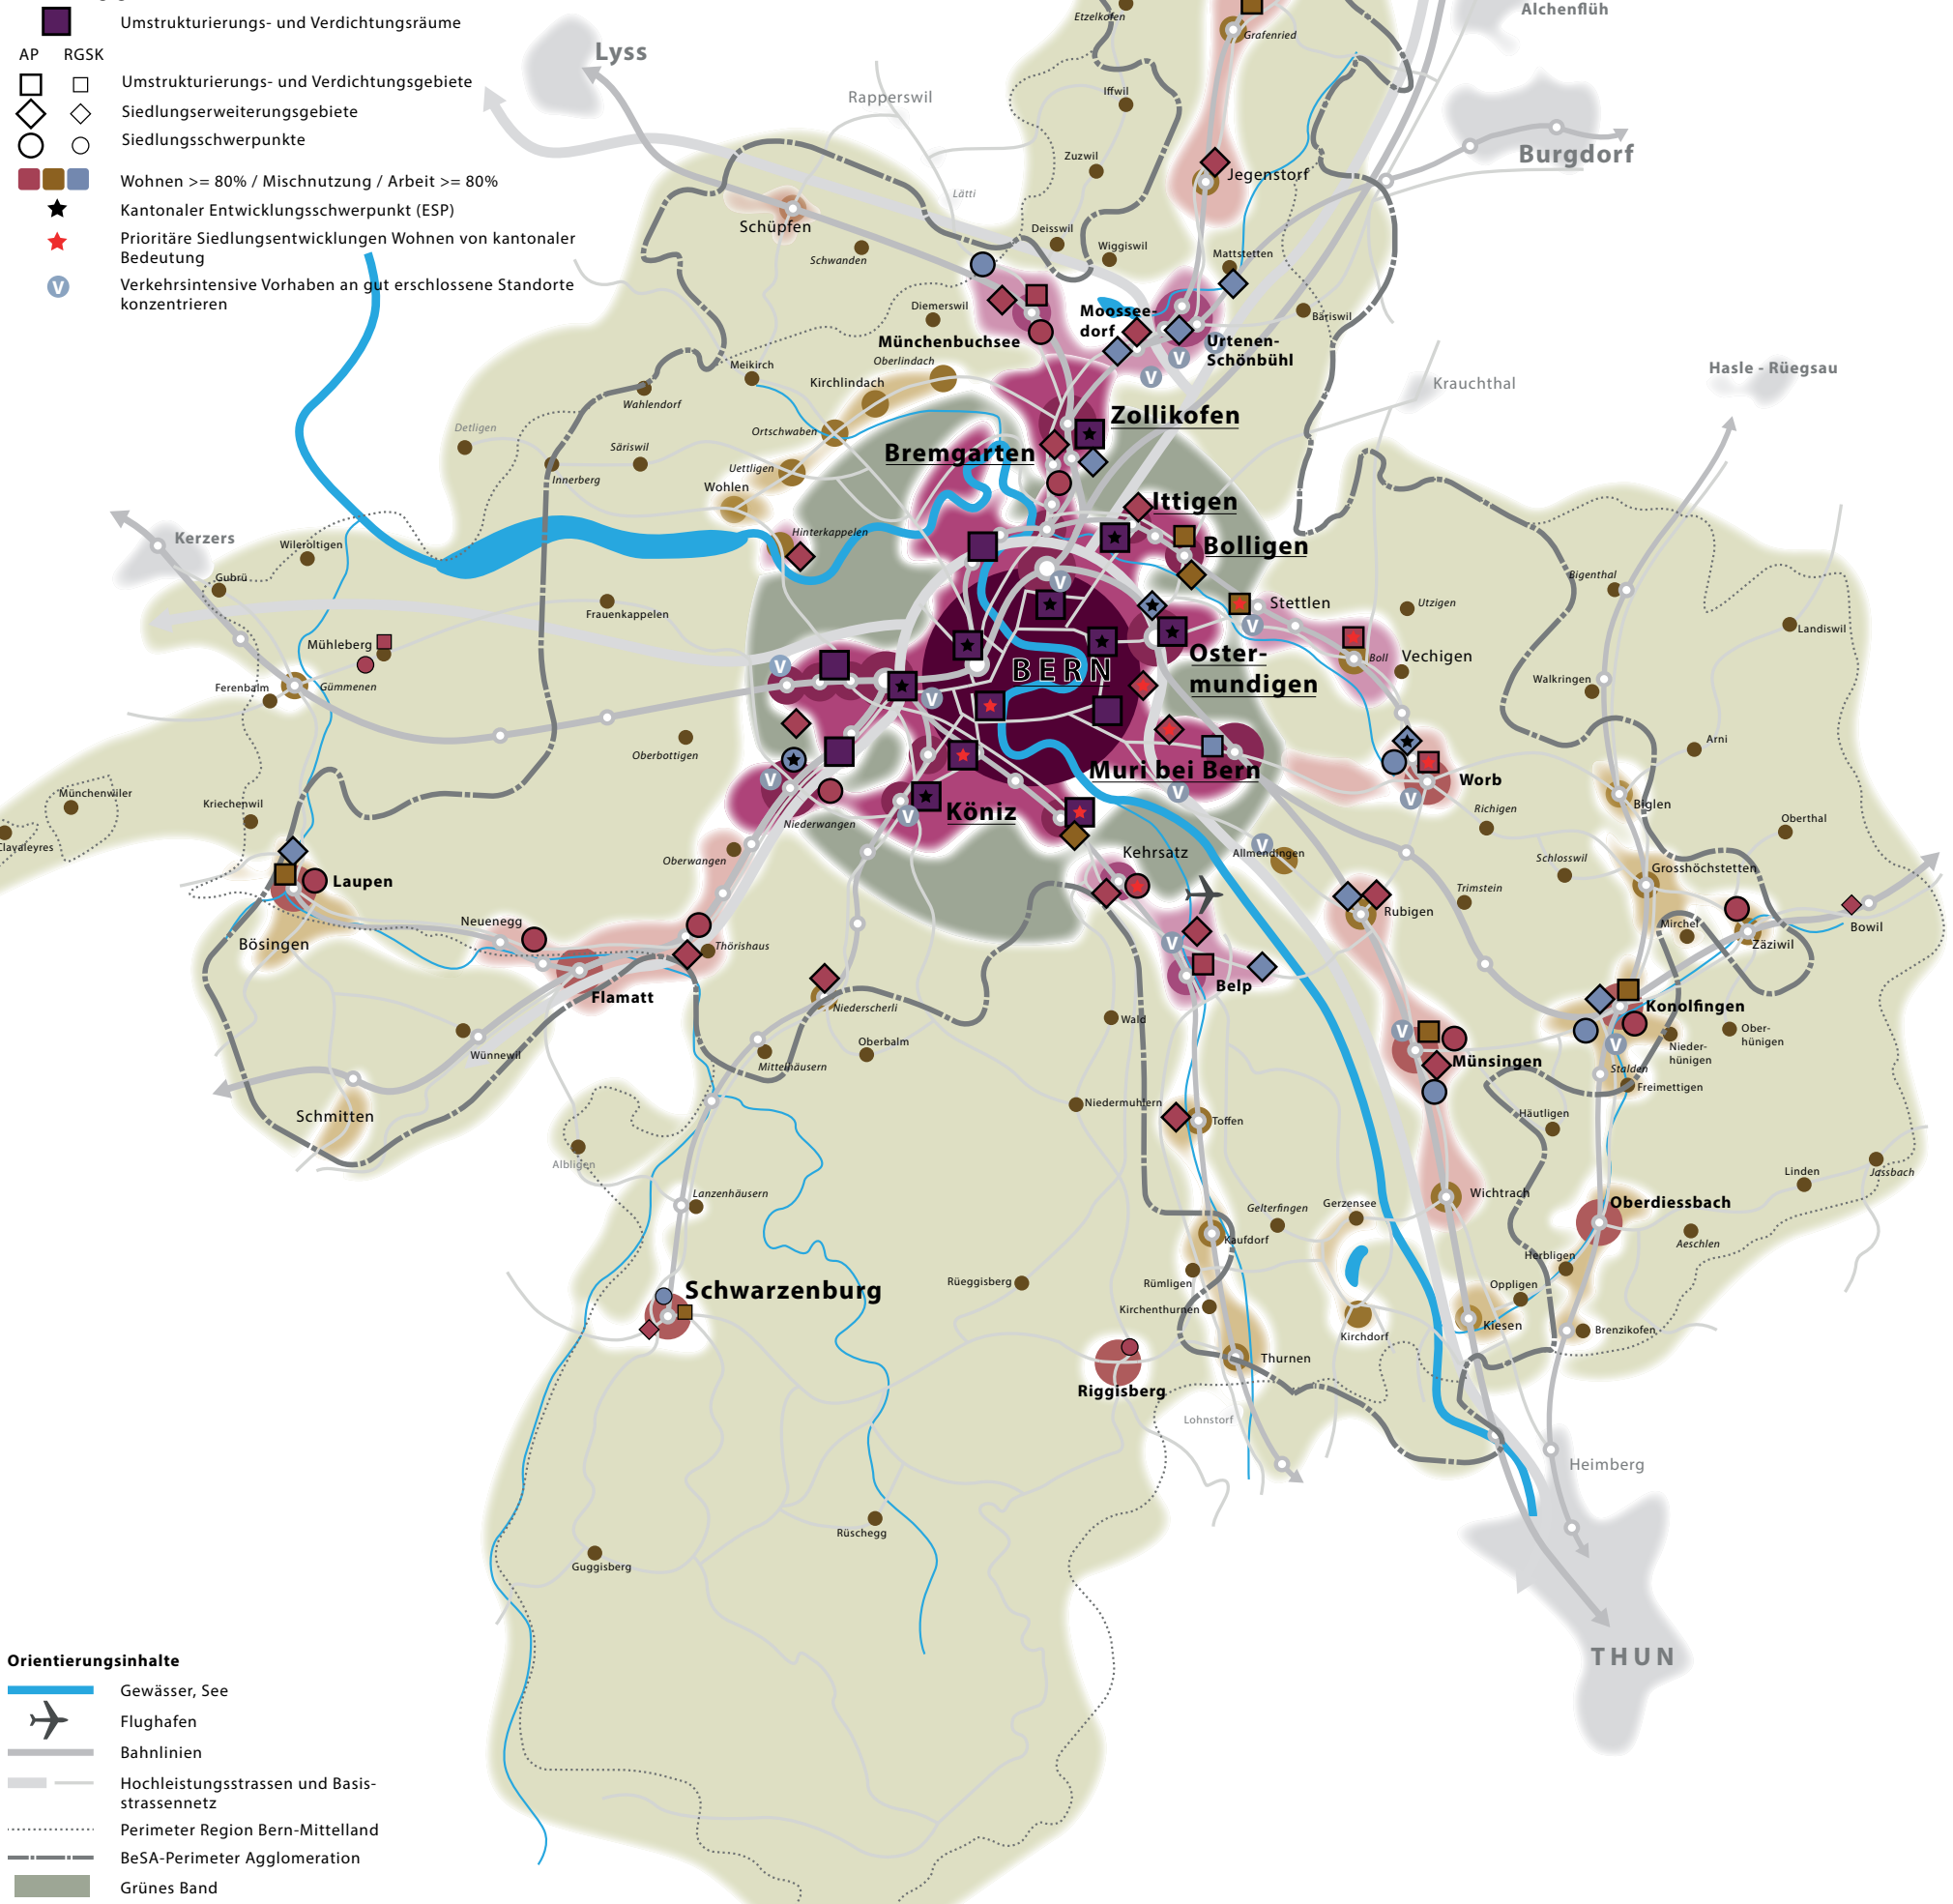 Umstrukturierungs- und Verdichtungsräume
AP RGSK
Umstrukturierungs- und Verdichtungsgebiete
Siedlungserweiterungsgebiete
Siedlungsschwerpunkte
Wohnen >= 80% / Mischnutzung / Arbeit >= 80%
Kantonaler Entwicklungsschwerpunkt (ESP)
Prioritäre Siedlungsentwicklungen Wohnen von kantonaler
Bedeutung
V
Verkehrsintensive Vorhaben an gut erschlossene Standorte
konzentrieren
Etzelkofen
Grafenried
Alchenflüh
Lyss
Rapperswil
Iffwil
Burgdorf
Zuzwil
Jegenstorf
Lätti
Schüpfen
Schwanden
Deisswil
Wiggiswil
Mattstetten
Diemerswil
Moossee-
dorf
Bäriswil
Münchenbuchsee
Urtenen-
Schönbühl
V
V
V
Oberlindach
Meikirch
Kirchlindach
Krauchthal
Hasle - Rüegsau
Wahlendorf
Zollikofen
Detligen
Ortschwaben
Säriswil
Bremgarten
Uettligen
Innerberg
Wohlen
Ittigen
Kerzers
Hinterkappelen
Bolligen
Wileroltigen
Gubrü
V
Bigenthal
Frauenkappelen
Stettlen
Utzigen
V
Landiswil
Mühleberg
V
BERN
Oster-
mundigen
Boll
Vechigen
Ferenbalm
Gümmenen
Walkringen
V
Oberbottigen
Arni
Muri bei Bern
V
Worb
V
V
Münchenwiler
Kriechenwil
Biglen
Richigen
Köniz
V
Niederwangen
Clavaleyres
Oberthal
Oberwangen
Kehrsatz
V
Allmendingen
Schlosswil
Grosshöchstetten
Laupen
Trimstein
Rubigen
Neuenegg
Mirchel
Bowil
Bösingen
Thörishaus
V
Zäziwil
Belp
Flamatt
Niederscherli
Konolfingen
Wald
V
Ober-
hünigen
Wünnewil
Oberbalm
V
Nieder-
hünigen
Mittelhäusern
Münsingen
Stalden
Freimettigen
Schmitten
Niedermuhlern
Toffen
Häutligen
Albligen
Linden
Jassbach
Lanzenhäusern
Wichtrach
Gelterfingen
Gerzensee
Oberdiessbach
Kaufdorf
Aeschlen
Herbligen
Schwarzenburg
Rüeggisberg
Rümligen
Oppligen
Kirchenthurnen
Kiesen
Kirchdorf
Brenzikofen
Thurnen
Riggisberg
Lohnstorf
Heimberg
Rüschegg
Guggisberg
THUN
Orientierungsinhalte
Gewässer, See
Flughafen
Bahnlinien
Hochleistungsstrassen und Basis-
strassennetz
Perimeter Region Bern-Mittelland
BeSA-Perimeter Agglomeration
Grünes Band